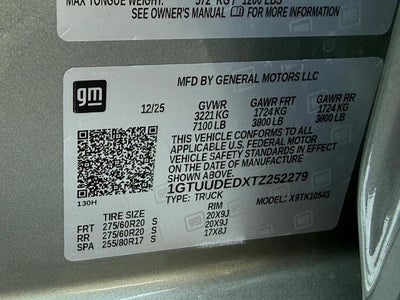 MAX TONGUE WEIGHT: 572 KG / 1260 LBS
SEE OWNER'S MANUAL FOR MORE INFORMATION
gm
MFD BY GENERAL MOTORS LLC
12/25 GVWR GAWR FRT GAWR RR
3221 KG 1724 KG 1724 KG
7100 LB 3800 LB 3800 LB
THIS VEHICLE CONFORMS TO ALL
APPLICABLE U.S. FEDERAL MOTOR
VEHICLE SAFETY AND THEFT PREVENTION
STANDARDS IN EFFECT ON THE DATE OF
MANUFACTURE SHOWN ABOVE.
1GTUUDEDXTZ252279
130H TYPE: TRUCK MODEL: X9TK10543
TIRE SIZE RIM
FRT 275/60R20 S 20X9J
RR 275/60R20 S 20X9J
SPA 255/80R17 S 17X8J